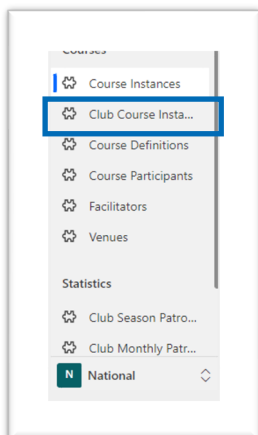 Courses
Course Instances
Club Course Insta...
Course Definitions
Course Participants
Facilitators
Venues
Statistics
Club Season Patro...
Club Monthly Patr...
N National